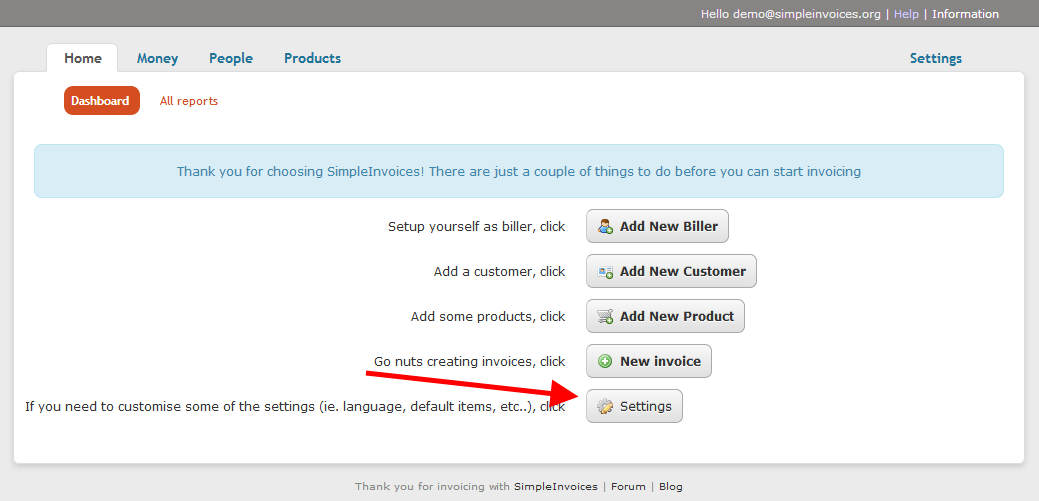 Hello demo@simpleinvoices.org | Help | Information
Home Money People Products Settings
Dashboard All reports
Thank you for choosing SimpleInvoices! There are just a couple of things to do before you can start invoicing
Setup yourself as biller, click Add New Biller
Add a customer, click Add New Customer
Add some products, click Add New Product
Go nuts creating invoices, click New invoice
If you need to customise some of the settings (ie. language, default items, etc..), click Settings
Thank you for invoicing with SimpleInvoices | Forum | Blog